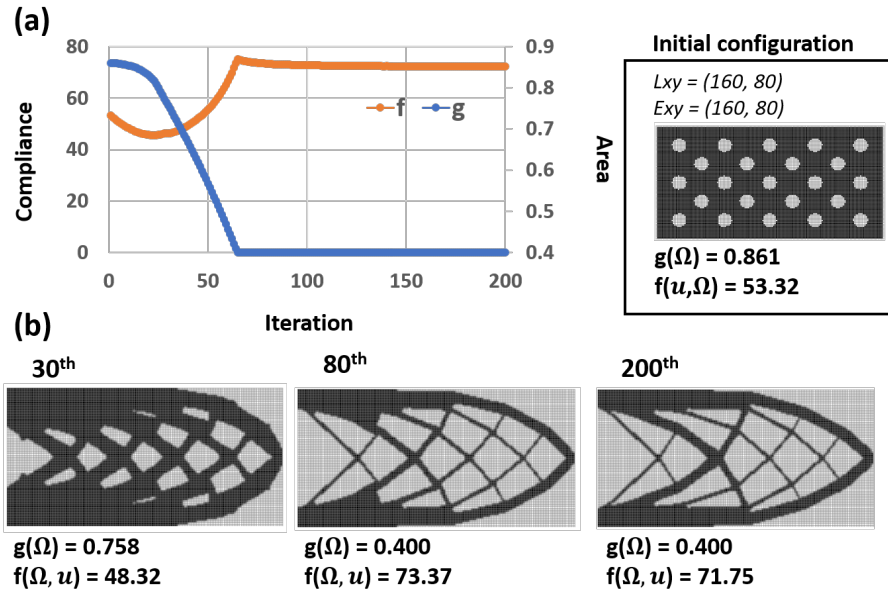 (a)
80
60
40
20
0
Compliance
0.9
0.8
0.7
0.6
0.5
0.4
Area
f g
0 50 100 150 200
Iteration
Initial configuration
Lxy = (160, 80)
Exy = (160, 80)
g(Ω) = 0.861
f(u,Ω) = 53.32
(b)
30th
80th
200th
g(Ω) = 0.758
f(Ω, u) = 48.32
g(Ω) = 0.400
f(Ω, u) = 73.37
g(Ω) = 0.400
f(Ω, u) = 71.75